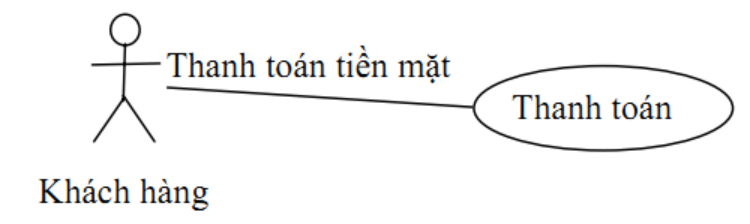 Thanh toán tiền mặt
Thanh toán
Khách hàng